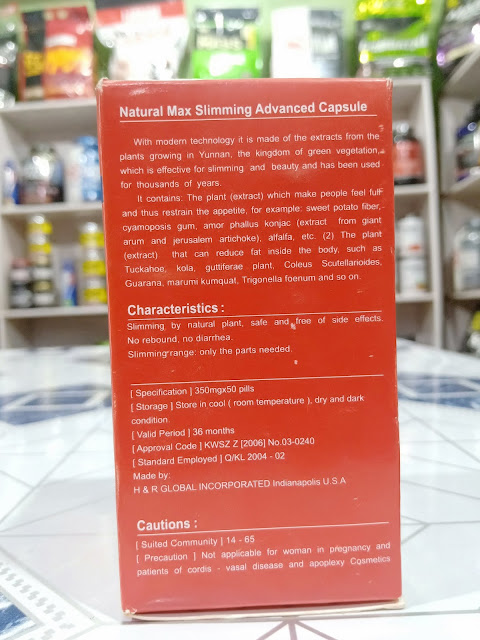 Natural Max Slimming Advanced Capsule
With modern technology it is made of the extracts from the
plants growing in Yunnan, the kingdom of green vegetation,
which is effective for slimming and beauty and has been used
for thousands of years.
It contains: The plant (extract) which make people feel full
and thus restrain the appetite, for example: sweet potato fiber,
cyamoposis gum, amor phallus konjac (extract from giant
arum and jerusalem artichoke), alfalfa, etc. (2) The plant
(extract) that can reduce fat inside the body, such as
Tuckahoe, kola, guttiferae plant, Coleus Scutellarioides,
Guarana, marumi kumquat, Trigonella foenum and so on.
Characteristics :
Slimming by natural plant, safe and free of side effects.
No rebound, no diarrhea.
Slimming range: only the parts needed.
[ Specification ] 350mgx50 pills
[ Storage ] Store in cool ( room temperature ), dry and dark
condition
[ Valid Period ] 36 months
[ Approval Code ] KWSZ Z [2006] No.03-0240
[ Standard Employed ] Q/KL 2004 - 02
Made by:
H & R GLOBAL INCORPORATED Indianapolis U.S.A
Cautions :
[ Suited Community ] 14 - 65
[ Precaution ] Not applicable for woman in pregnancy and
patients of cordis - vasal disease and apoplexy Cosmetics